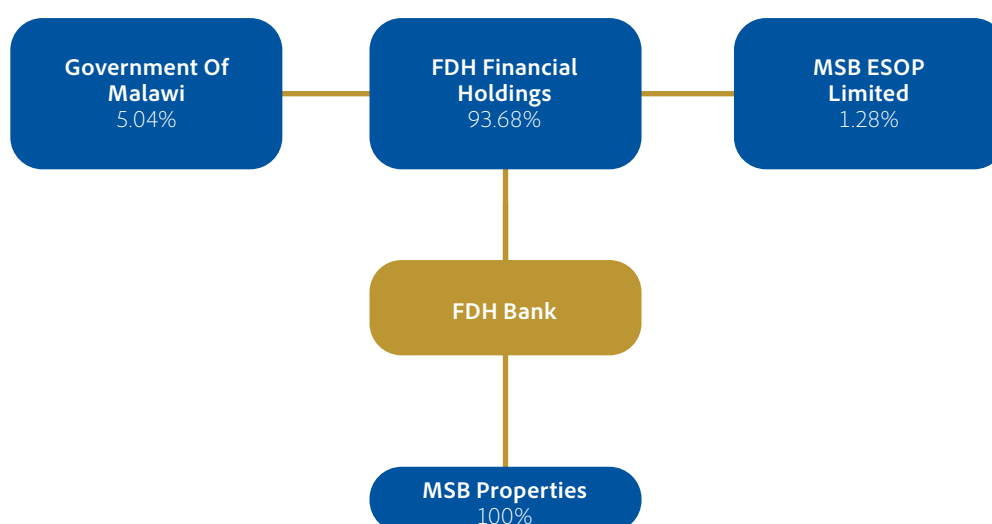 Government Of
Malawi
5.04%
FDH Financial
Holdings
93.68%
MSB ESOP
Limited
1.28%
FDH Bank
MSB Properties
100%